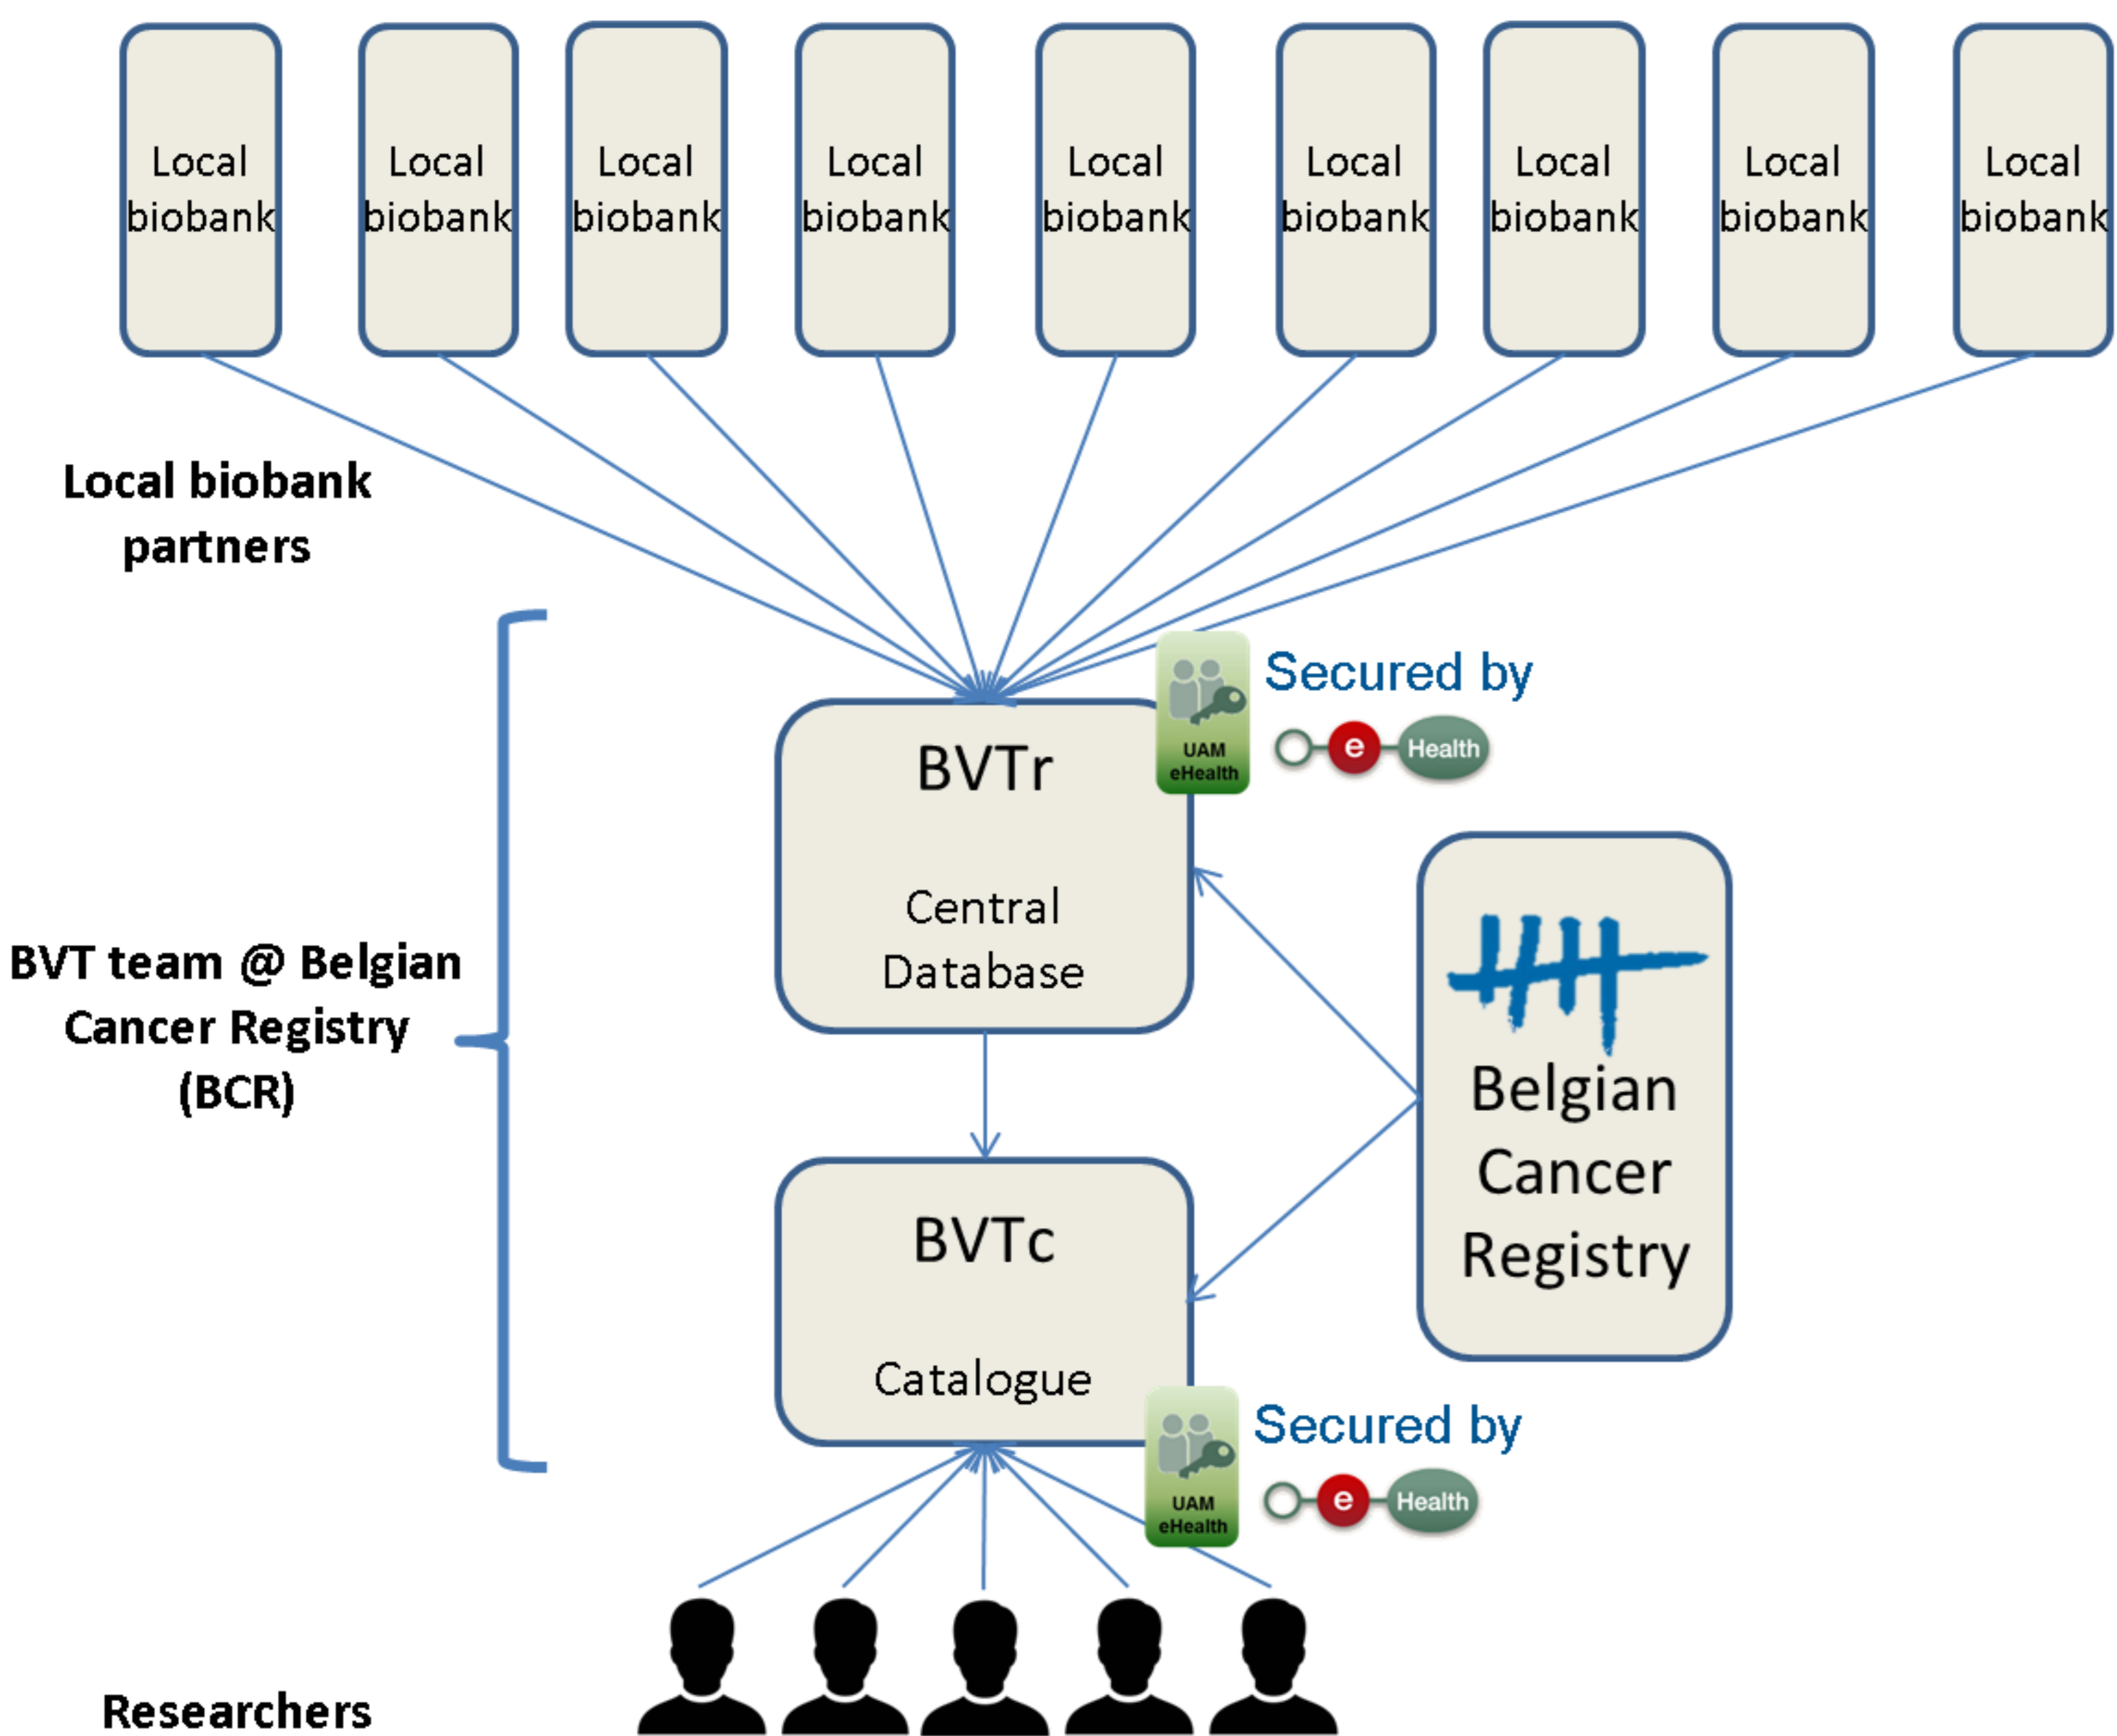 Local
biobank
Local
biobank
Local
biobank
Local
biobank
Local
biobank
Local
biobank
Local
biobank
Local
biobank
Local
biobank
Local biobank
partners
Secured by
e Health
UAM
eHealth
BVTr
Central
Database
BVT team @ Belgian
Cancer Registry
(BCR)
Belgian
Cancer
Registry
BVTc
Catalogue
Secured by
e Health
UAM
eHealth
Researchers